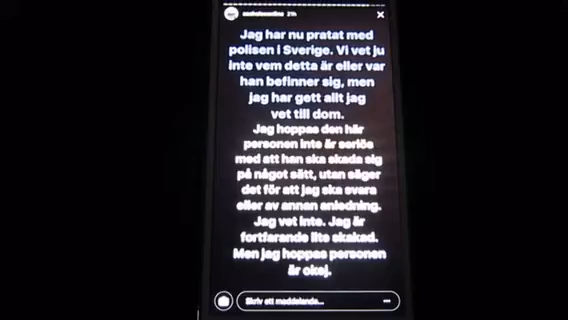 21h
Jag har nu pratat med
polisen i Sverige. Vi vet ju
inte vem detta är eller var
han befinner sig, men
jag har gett allt jag
vet till dom.
Jag hoppas den här
personen inte är seriös
med att han ska skada sig
på något sätt, utan säger
det för att jag ska svara
eller av annan anledning.
Jag vet inte. Jag är
fortfarande lite skakad.
Men jag hoppas personen
är okej.
Skriv ett meddelande...